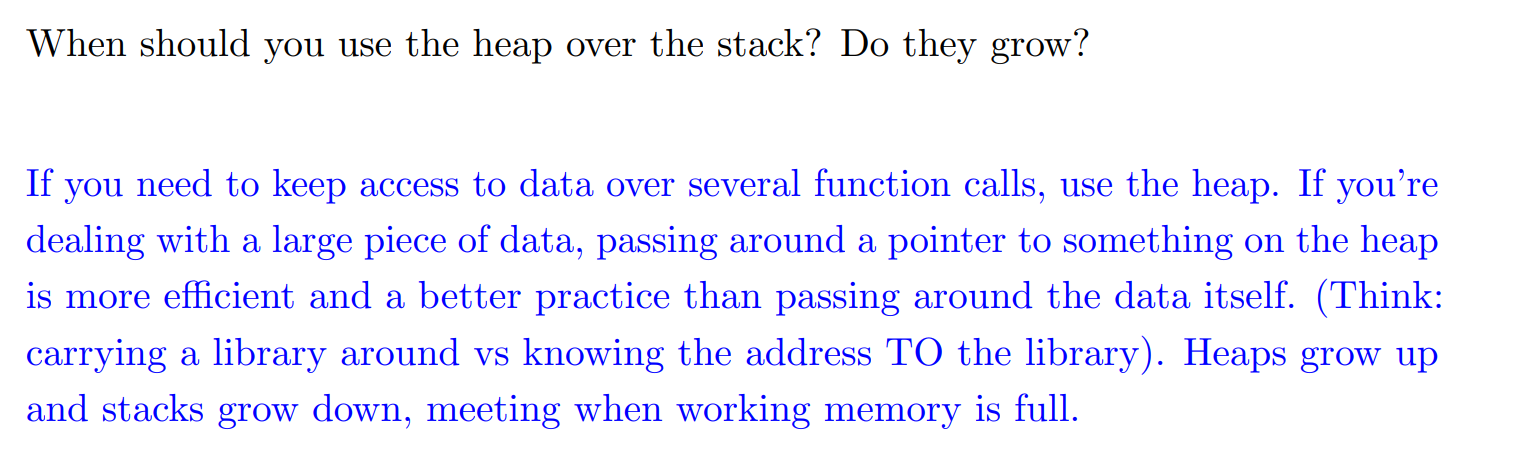 When should you use the heap over the stack? Do they grow?
If you need to keep access to data over several function calls, use the heap. If you're
dealing with a large piece of data, passing around a pointer to something on the heap
is more efficient and a better practice than passing around the data itself. (Think:
carrying a library around vs knowing the address TO the library). Heaps grow up
and stacks grow down, meeting when working memory is full.